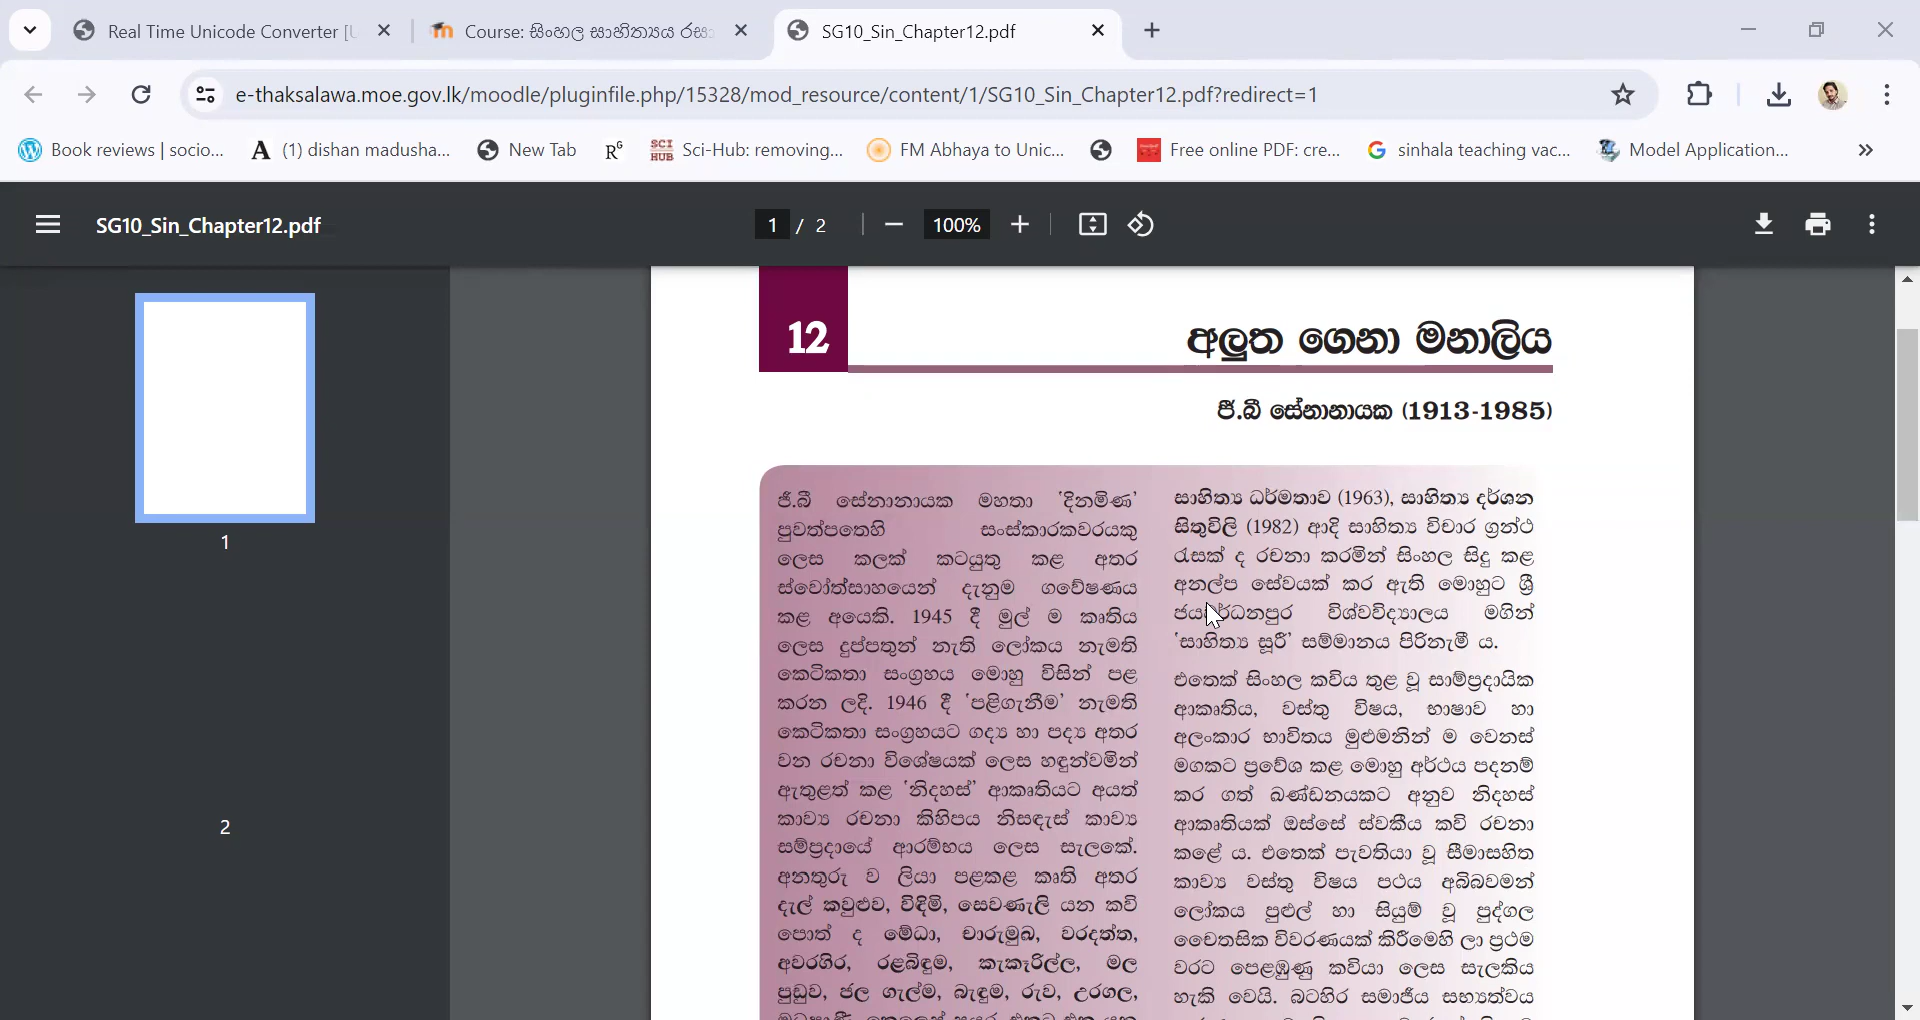 Real Time Unicode Converter [U
Course: සිංහල සාහිත්‍යය රසා
SG10_Sin_Chapter12.pdf
e-thaksalawa.moe.gov.lk/moodle/pluginfile.php/15328/mod_resource/content/1/SG10_Sin_Chapter12.pdf?redirect=1
Book reviews | socio...
A (1) dishan madusha...
New Tab
RG
SCI HUB Sci-Hub: removing...
FM Abhaya to Unic...
Free online PDF: cre...
sinhala teaching vac...
Model Application...
SG10_Sin_Chapter12.pdf
1 / 2
100%
1
2
12
අලුත ගෙනා මනාලිය
ජී.බී සේනානායක (1913-1985)
ජී.බී සේනානායක මහතා 'දිනමිණ'
පුවත්පතෙහි සංස්කාරකවරයකු
ලෙස කලක් කටයුතු කළ අතර
ස්වෝත්සාහයෙන් දැනුම ගවේෂණය
කළ අයෙකි. 1945 දී මුල් ම කෘතිය
ලෙස දුප්පතුන් නැති ලෝකය නැමති
කෙටිකතා සංග්‍රහය මොහු විසින් පළ
කරන ලදි. 1946 දී 'පළිගැනීම' නැමති
කෙටිකතා සංග්‍රහයට ගද්‍ය හා පද්‍ය අතර
වන රචනා විශේෂයක් ලෙස හඳුන්වමින්
ඇතුළත් කළ 'නිදහස්' ආකෘතියට අයත්
කාව්‍ය රචනා කිහිපය නිසඳැස් කාව්‍ය
සම්ප්‍රදායේ ආරම්භය ලෙස සැලකේ.
අනතුරු ව ලියා පළකළ කෘති අතර
දැල් කවුළුව, විඳිමි, සෙවණැලි යන කවි
පොත් ද මේධා, චාරුමුඛ, වරදත්ත,
අවරගිර, රළබිඳුම, කැකෑරිල්ල, මල
පුඩුව, ජල ගැල්ම, බැඳුම, රුව, උරගල,
සාහිත්‍ය ධර්මතාව (1963), සාහිත්‍ය දර්ශන
සිතුවිලි (1982) ආදි සාහිත්‍ය විචාර ග්‍රන්ථ
රැසක් ද රචනා කරමින් සිංහල සිදු කළ
අනල්ප සේවයක් කර ඇති මොහුට ශ්‍රී
ජයවර්ධනපුර විශ්වවිද්‍යාලය මගින්
'සාහිත්‍ය සූරී' සම්මානය පිරිනැමී ය.
එතෙක් සිංහල කවිය තුළ වූ සාම්ප්‍රදායික
ආකෘතිය, වස්තු විෂය, භාෂාව හා
අලංකාර භාවිතය මුළුමනින් ම වෙනස්
මගකට ප්‍රවේශ කළ මොහු අර්ථය පදනම්
කර ගත් ඛණ්ඩනයකට අනුව නිදහස්
ආකෘතියක් ඔස්සේ ස්වකීය කවි රචනා
කළේ ය. එතෙක් පැවතියා වූ සීමාසහිත
කාව්‍ය වස්තු විෂය පථය අබිබවමන්
ලෝකය පුළුල් හා සියුම් වූ පුද්ගල
චෛතසික විවරණයක් කිරීමෙහි ලා ප්‍රථම
වරට පෙළඹුණු කවියා ලෙස සැලකිය
හැකි වෙයි. බටහිර සමාජීය සභ්‍යත්වය